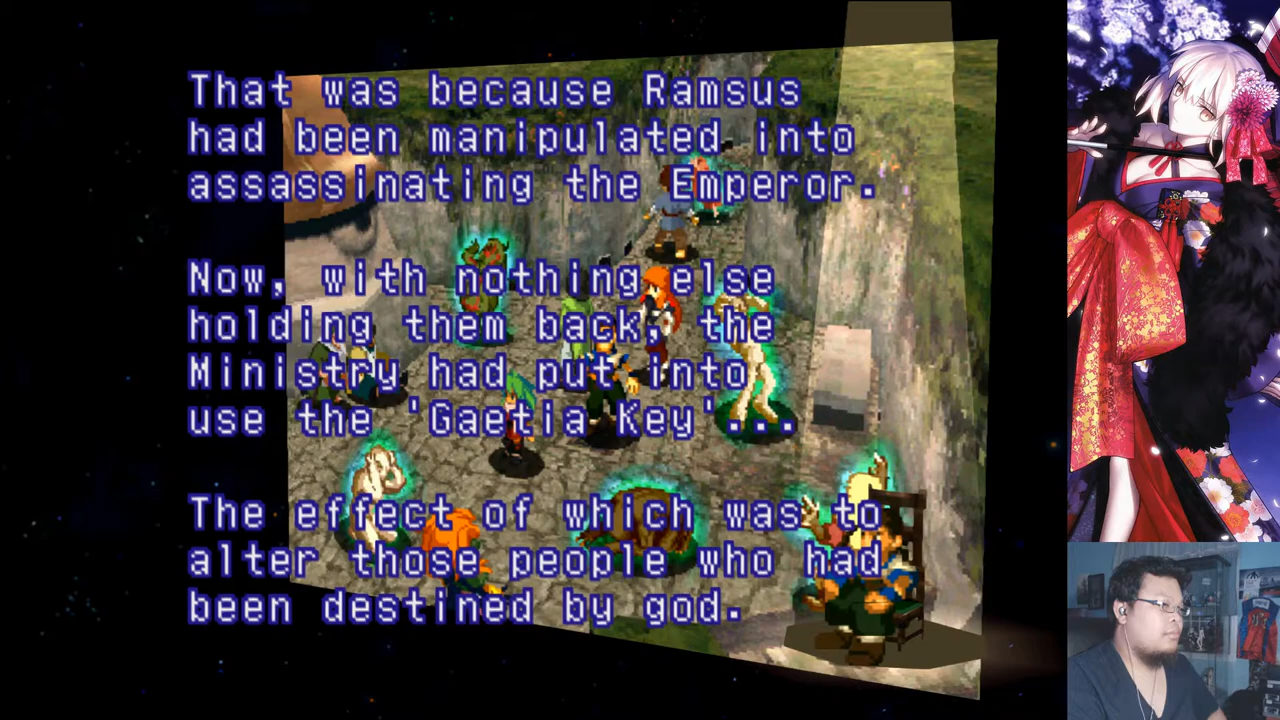 That was because Ramsus
had been manipulated into
assassinating the Emperor.
Now, with nothing else
holding them back, the
Ministry had put into
use the 'Gaetia Key'...
The effect of which was to
alter those people who had
been destined by god.